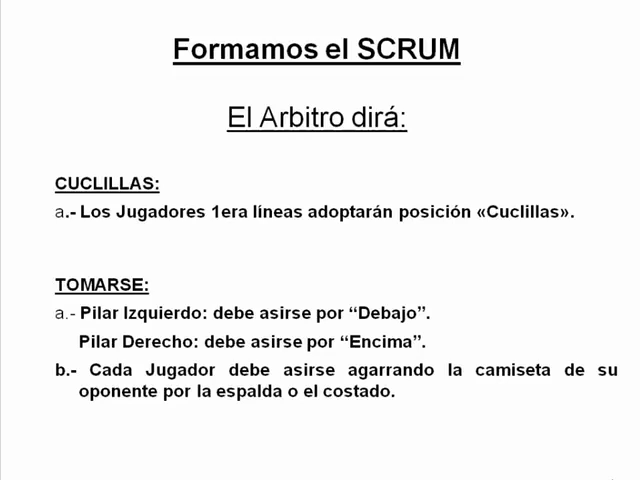 Formamos el SCRUM
El Arbitro dirá:
CUCLILLAS:
a.- Los Jugadores 1era líneas adoptarán posición «Cuclillas».
TOMARSE:
a.- Pilar Izquierdo: debe asirse por “Debajo”.
Pilar Derecho: debe asirse por “Encima”.
b.- Cada Jugador debe asirse agarrando la camiseta de su
oponente por la espalda o el costado.